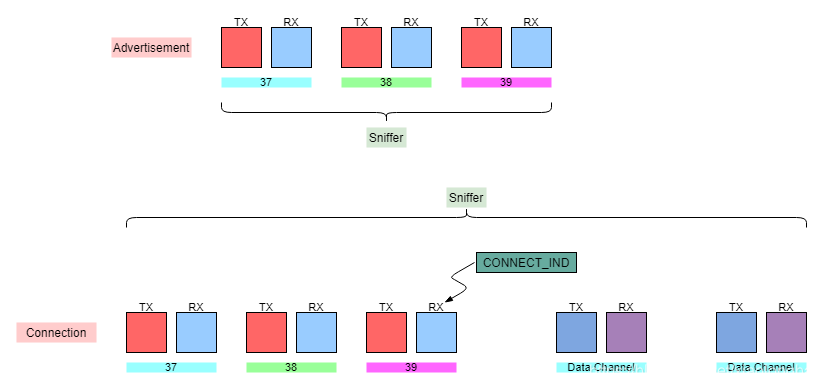 TX RX TX RX TX RX
Advertisement
37 38 39
Sniffer
Sniffer
CONNECT_IND
TX RX TX RX TX RX TX RX TX RX
Connection
37 38 39 Data Channel Data Channel